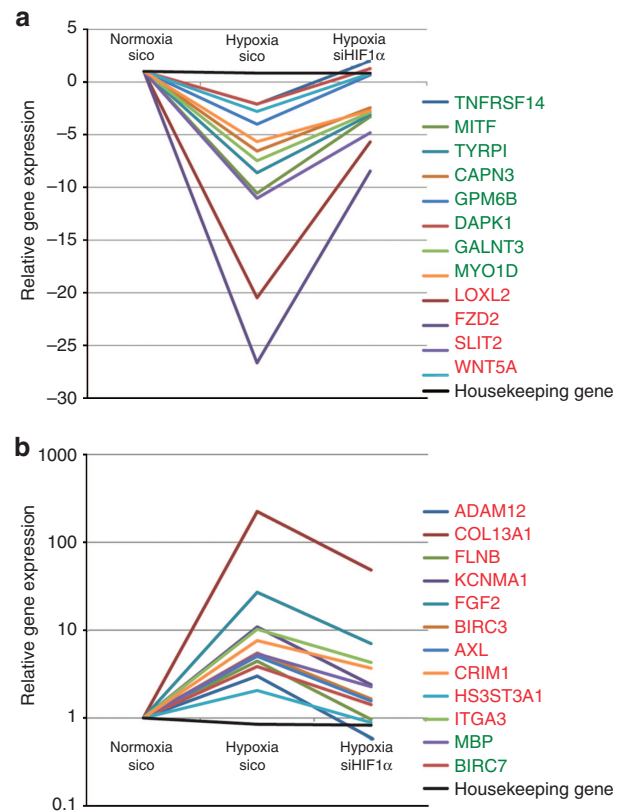 a
5
0
−5
−10
−15
−20
−25
−30
Relative gene expression
Normoxia
sico
Hypoxia
sico
Hypoxia
siHIF1α
TNFRSF14
MITF
TYRPI
CAPN3
GPM6B
DAPK1
GALNT3
MYO1D
LOXL2
FZD2
SLIT2
WNT5A
Housekeeping gene
b
1000
100
10
1
0.1
Relative gene expression
Normoxia
sico
Hypoxia
sico
Hypoxia
siHIF1α
ADAM12
COL13A1
FLNB
KCNMA1
FGF2
BIRC3
AXL
CRIM1
HS3ST3A1
ITGA3
MBP
BIRC7
Housekeeping gene